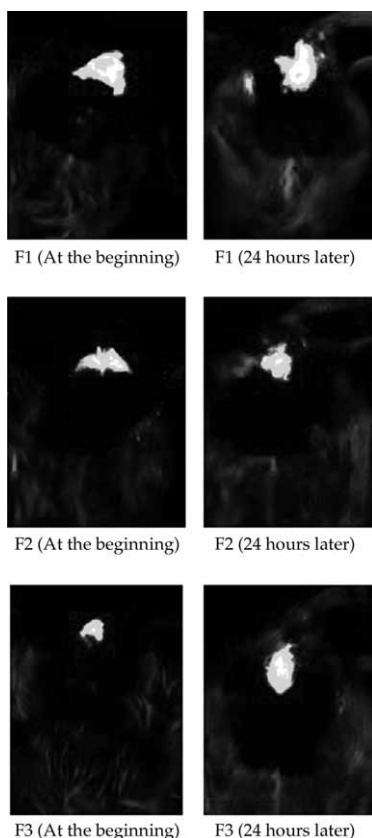 F1 (At the beginning)
F1 (24 hours later)
F2 (At the beginning)
F2 (24 hours later)
F3 (At the beginning)
F3 (24 hours later)